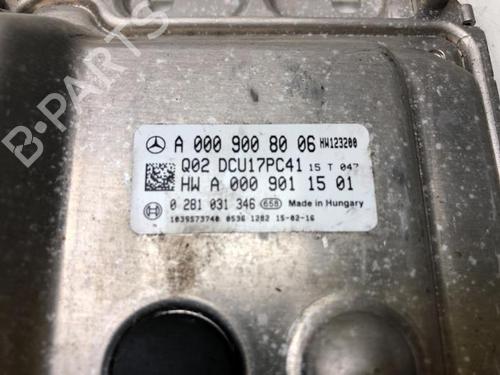 A 000 900 80 06 HW123200
Q02 DCU17PC41 15 T 047
HW A 000 901 15 01
0 281 031 346 658 Made in Hungary
1039S73740 0536 1282 15-02-16